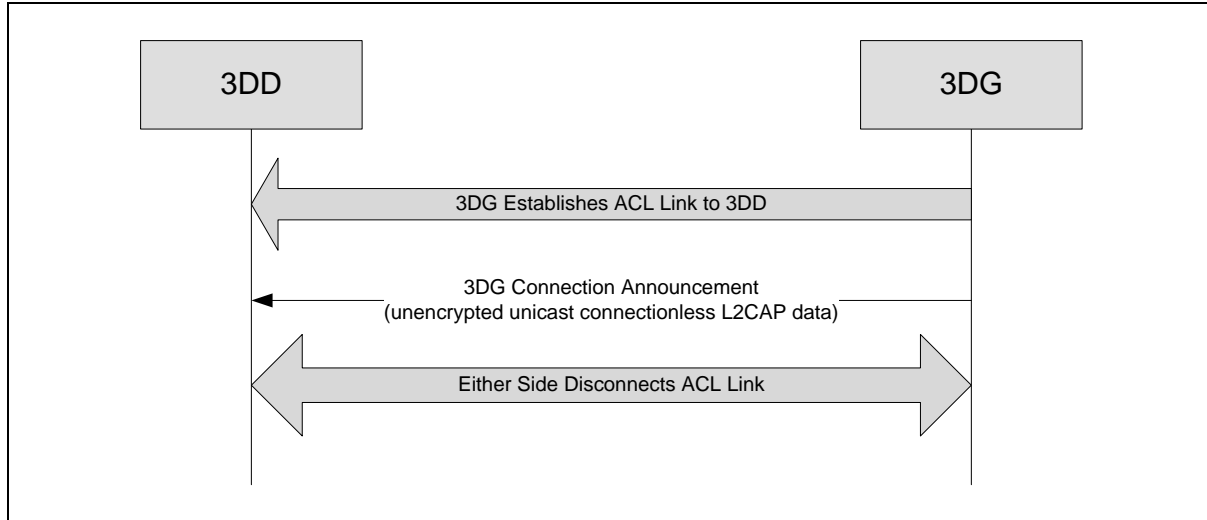 3DD
3DG
3DG Establishes ACL Link to 3DD
3DG Connection Announcement
(unencrypted unicast connectionless L2CAP data)
Either Side Disconnects ACL Link